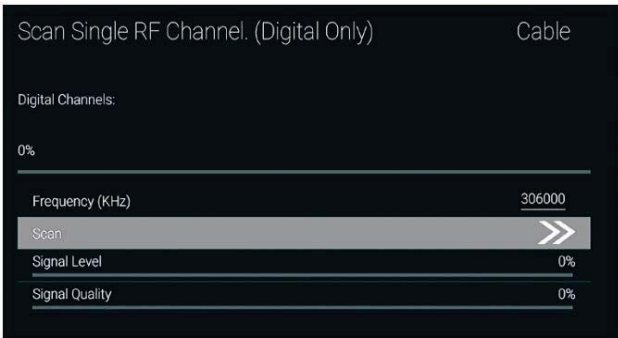 Scan Single RF Channel. (Digital Only) Cable
Digital Channels:
0%
Frequency (KHz) 306000
Scan
Signal Level 0%
Signal Quality 0%